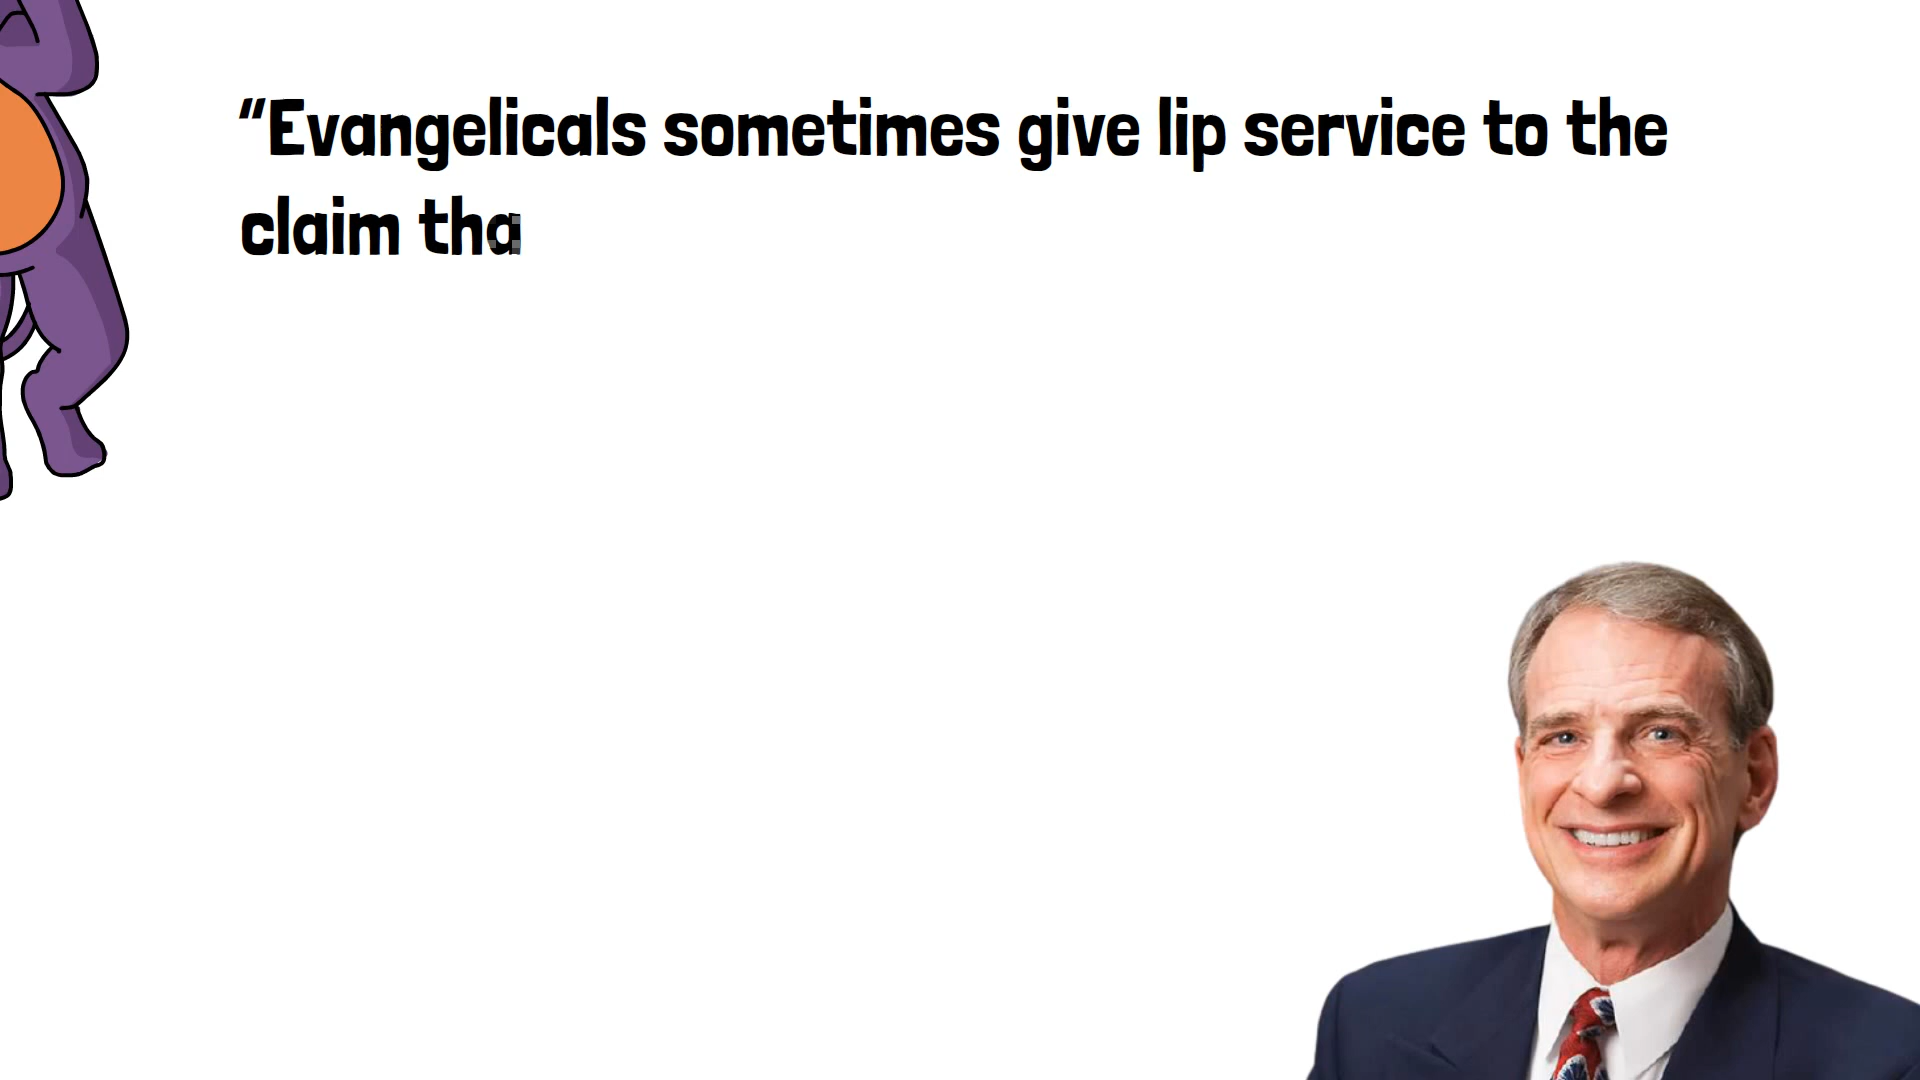 “Evangelicals sometimes give lip service to the
claim tha